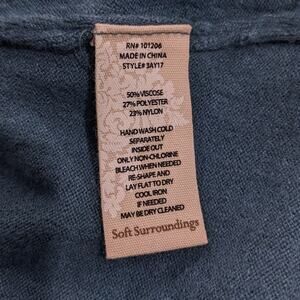 RN# 101206
MADE IN CHINA
STYLE# 3AY17
50% VISCOSE
27% POLYESTER
23% NYLON
HAND WASH COLD
SEPARATELY
INSIDE OUT
ONLY NON-CHLORINE
BLEACH WHEN NEEDED
RE-SHAPE AND
LAY FLAT TO DRY
COOL IRON
IF NEEDED
MAY BE DRY CLEANED
Soft Surroundings